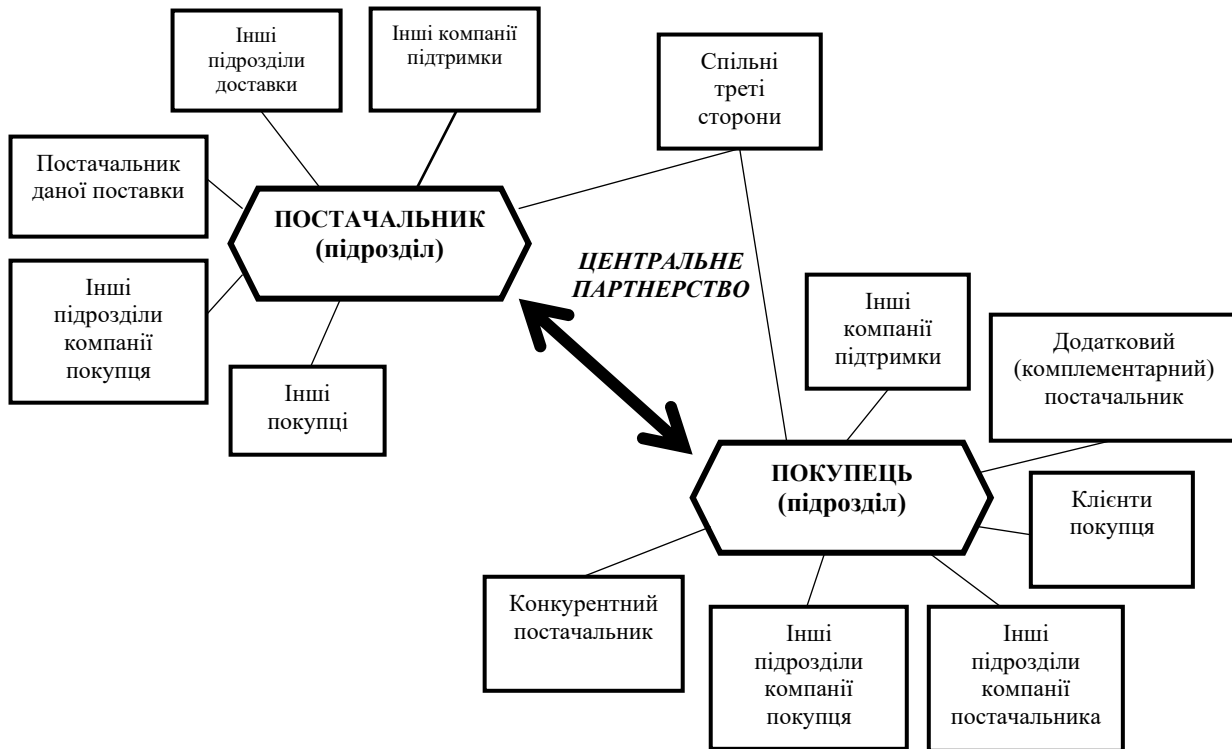 Інші
підрозділи
доставки
Інші компанії
підтримки
Спільні
треті
сторони
Постачальник
даної поставки
ПОСТАЧАЛЬНИК
(підрозділ)
ЦЕНТРАЛЬНЕ
ПАРТНЕРСТВО
Інші
підрозділи
компанії
покупця
Інші
покупці
Інші
компанії
підтримки
Додатковий
(комплементарний)
постачальник
ПОКУПЕЦЬ
(підрозділ)
Клієнти
покупця
Конкурентний
постачальник
Інші
підрозділи
компанії
покупця
Інші
підрозділи
компанії
постачальника